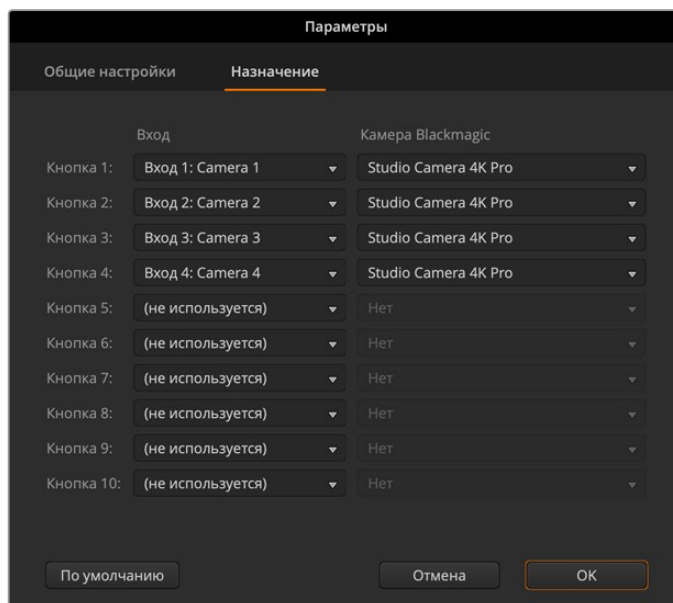 Параметры
Общие настройки Назначение
Вход Камера Blackmagic
Кнопка 1: Вход 1: Camera 1 Studio Camera 4K Pro
Кнопка 2: Вход 2: Camera 2 Studio Camera 4K Pro
Кнопка 3: Вход 3: Camera 3 Studio Camera 4K Pro
Кнопка 4: Вход 4: Camera 4 Studio Camera 4K Pro
Кнопка 5: (не используется) Нет
Кнопка 6: (не используется) Нет
Кнопка 7: (не используется) Нет
Кнопка 8: (не используется) Нет
Кнопка 9: (не используется) Нет
Кнопка 10: (не используется) Нет
По умолчанию Отмена OK